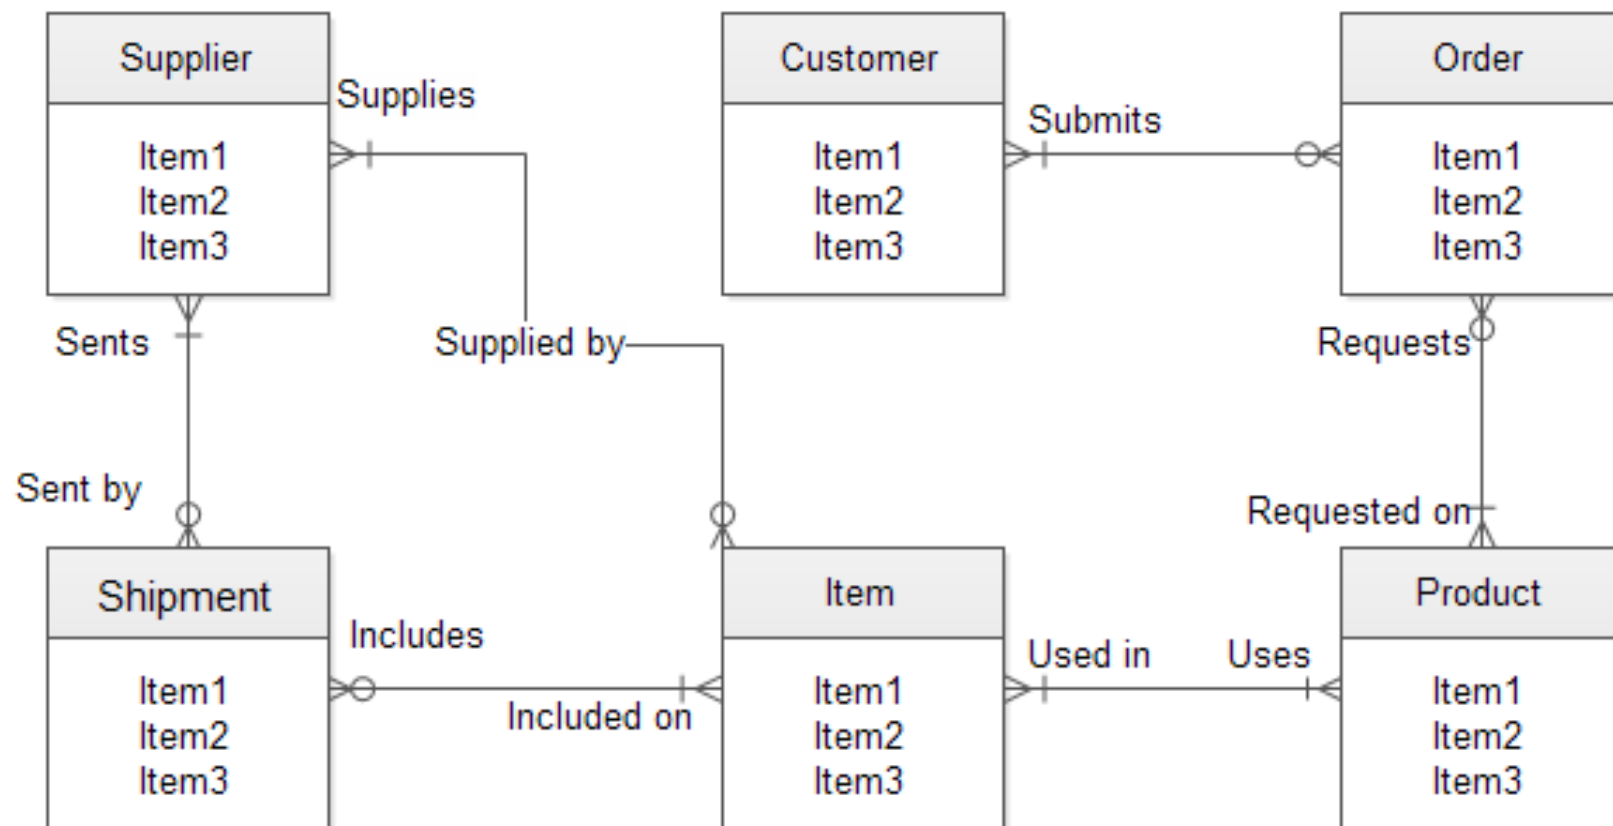 Supplier
Customer
Order
Supplies
Submits
Item1
Item2
Item3
Item1
Item2
Item3
Item1
Item2
Item3
Sents
Supplied by
Requests
Sent by
Requested on
Shipment
Item
Product
Includes
Used in
Uses
Included on
Item1
Item2
Item3
Item1
Item2
Item3
Item1
Item2
Item3